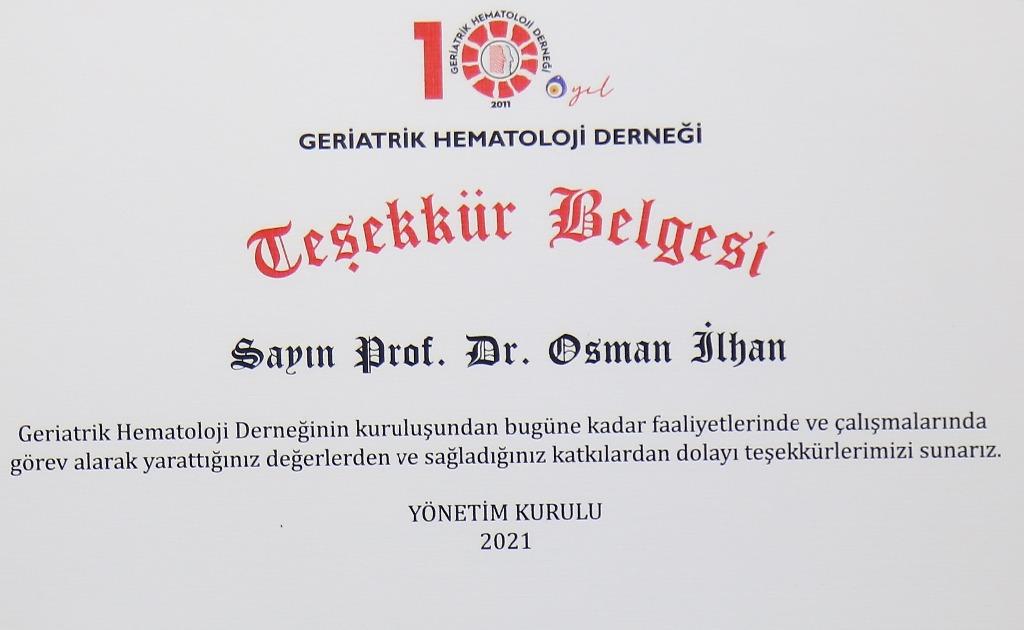 10 yıl
GERİATRİK HEMATOLOJİ DERNEĞİ
2011
GERİATRİK HEMATOLOJİ DERNEĞİ
Teşekkür Belgesi
Sayın Prof. Dr. Osman İlhan
Geriatrik Hematoloji Derneğinin kuruluşundan bugüne kadar faaliyetlerinde ve çalışmalarında
görev alarak yarattığınız değerlerden ve sağladığınız katkılardan dolayı teşekkürlerimizi sunarız.
YÖNETİM KURULU
2021